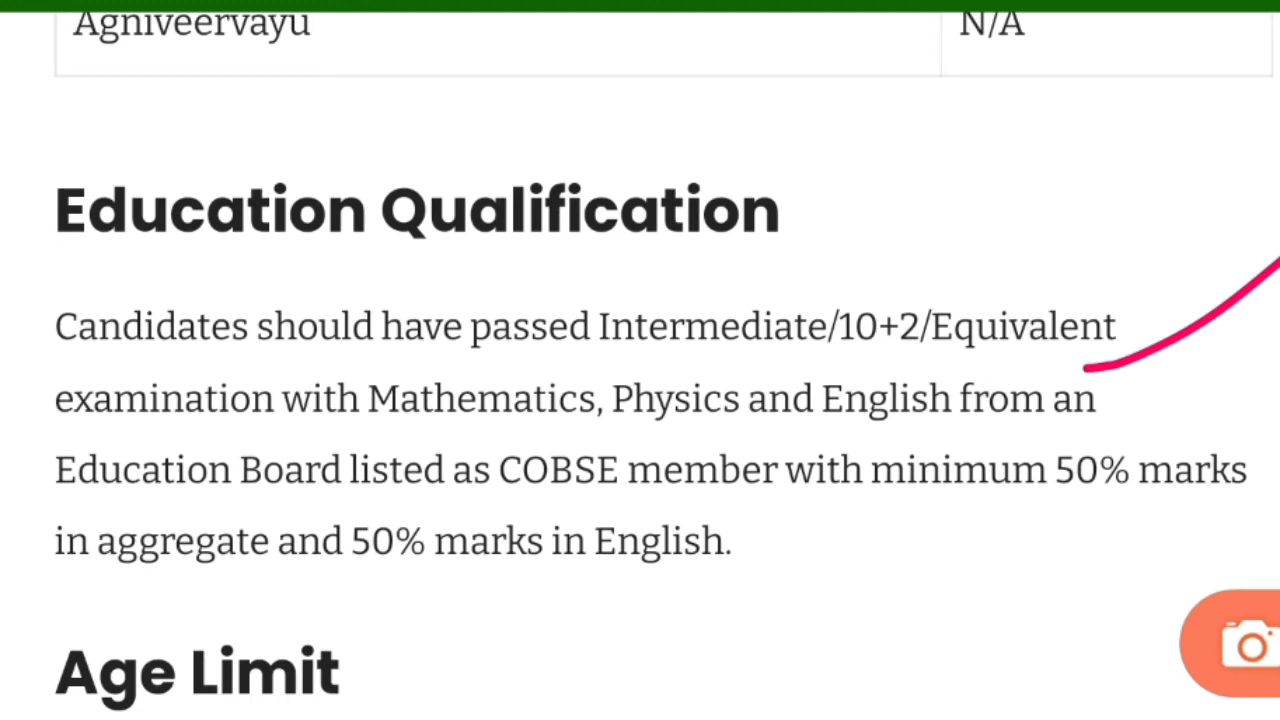 Agniveervayu N/A
Education Qualification
Candidates should have passed Intermediate/10+2/Equivalent
examination with Mathematics, Physics and English from an
Education Board listed as COBSE member with minimum 50% marks
in aggregate and 50% marks in English.
Age Limit